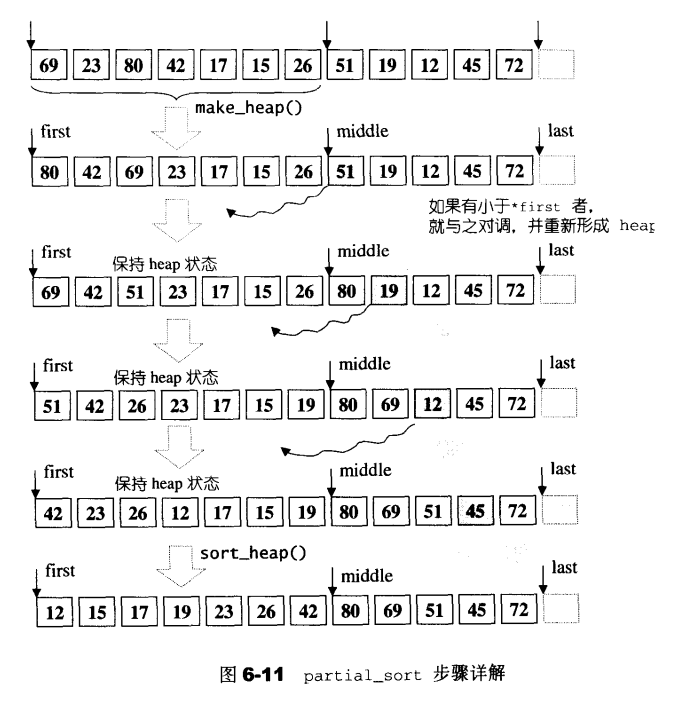 69 23 80 42 17 15 26 51 19 12 45 72
make_heap()
first middle last
80 42 69 23 17 15 26 51 19 12 45 72
如果有小于*first 者，
就与之对调，并重新形成 heap
first 保持 heap 状态 middle last
69 42 51 23 17 15 26 80 19 12 45 72
first 保持 heap 状态 middle last
51 42 26 23 17 15 19 80 69 12 45 72
first 保持 heap 状态 middle last
42 23 26 12 17 15 19 80 69 51 45 72
sort_heap()
first middle last
12 15 17 19 23 26 42 80 69 51 45 72
图 6-11 partial_sort 步骤详解